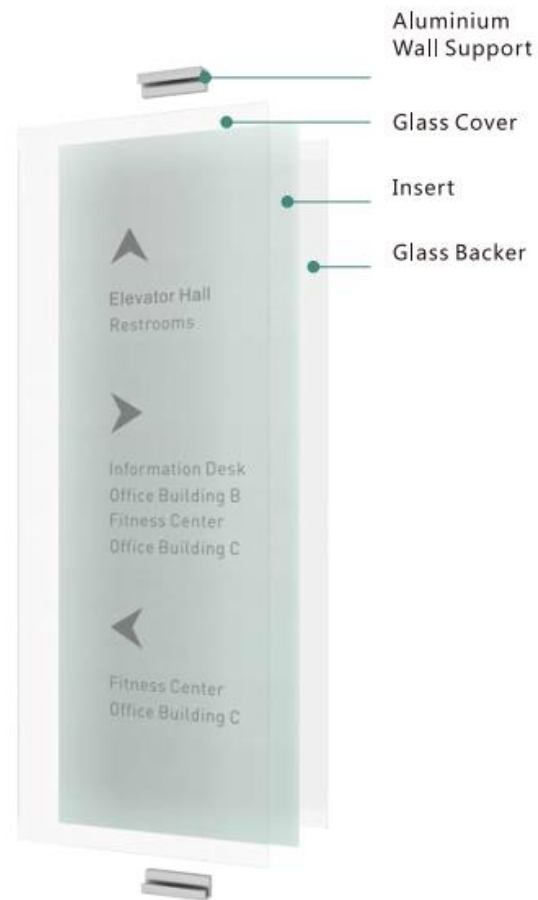 Aluminium
Wall Support
Glass Cover
Insert
Glass Backer
Elevator Hall
Restrooms
Information Desk
Office Building B
Fitness Center
Office Building C
Fitness Center
Office Building C